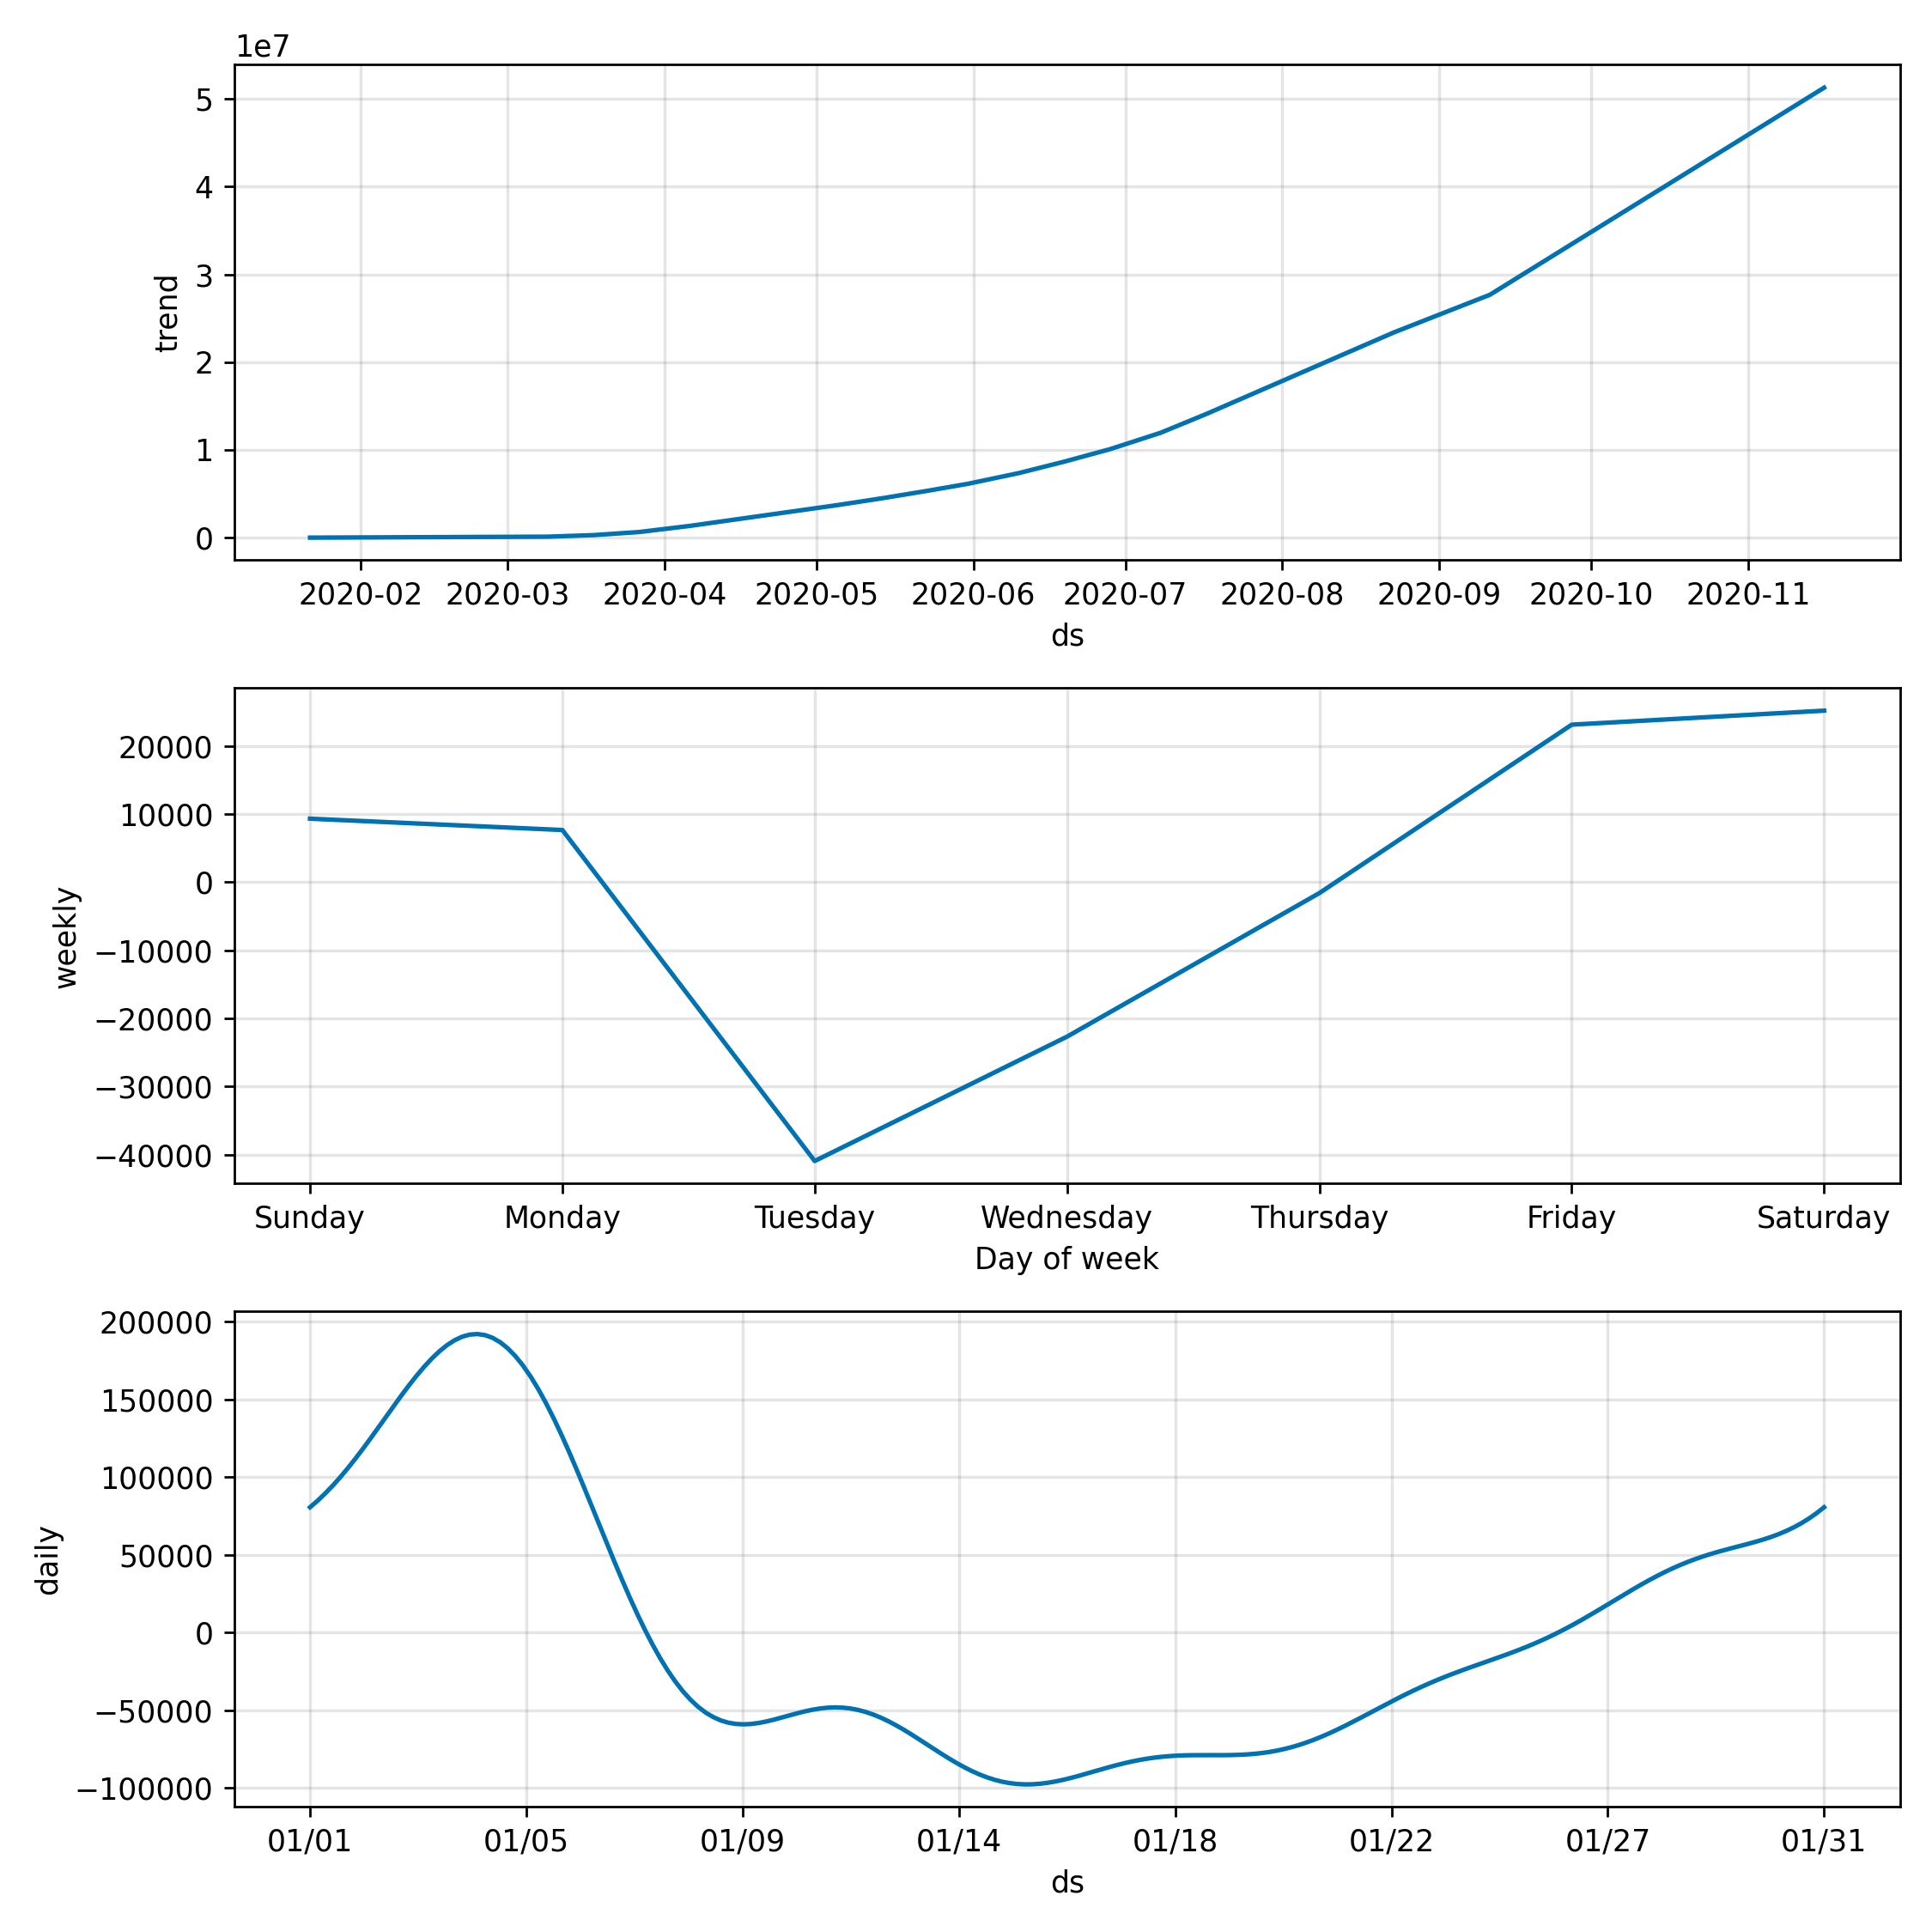 1e7
5
4
3
2
1
0
trend
2020-02 2020-03 2020-04 2020-05 2020-06 2020-07 2020-08 2020-09 2020-10 2020-11
ds
20000
10000
0
−10000
−20000
−30000
−40000
weekly
Sunday Monday Tuesday Wednesday Thursday Friday Saturday
Day of week
200000
150000
100000
50000
0
−50000
−100000
daily
01/01 01/05 01/09 01/14 01/18 01/22 01/27 01/31
ds